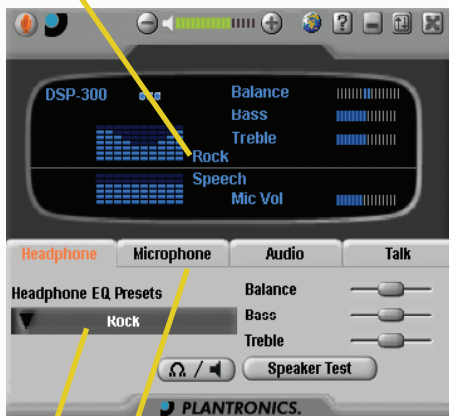 ?
DSP-300
Balance
Bass
Treble
Rock
Speech
Mic Vol
Headphone Microphone Audio Talk
Headphone EQ Presets
Rock
Balance
Bass
Treble
Ω / Speaker Test
PLANTRONICS.